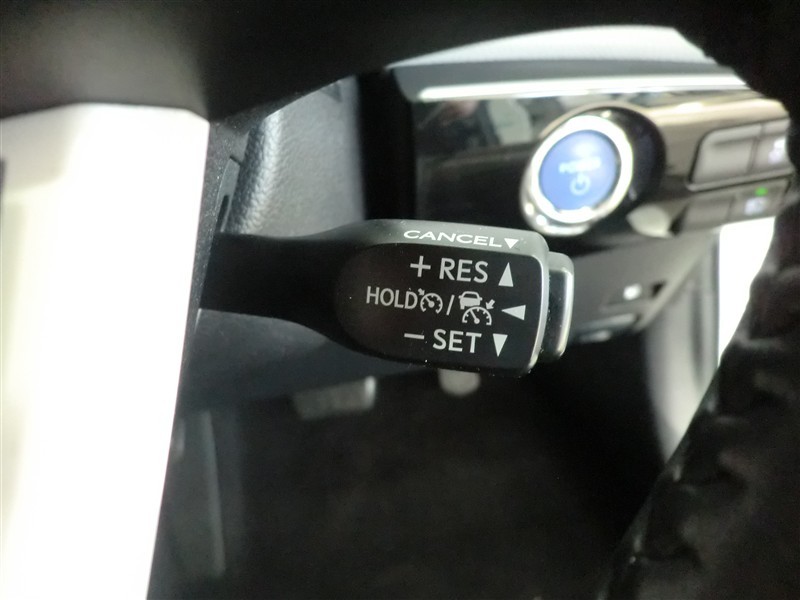 POWER
CANCEL▼
+ RES ▲
HOLD / ◀
− SET ▼